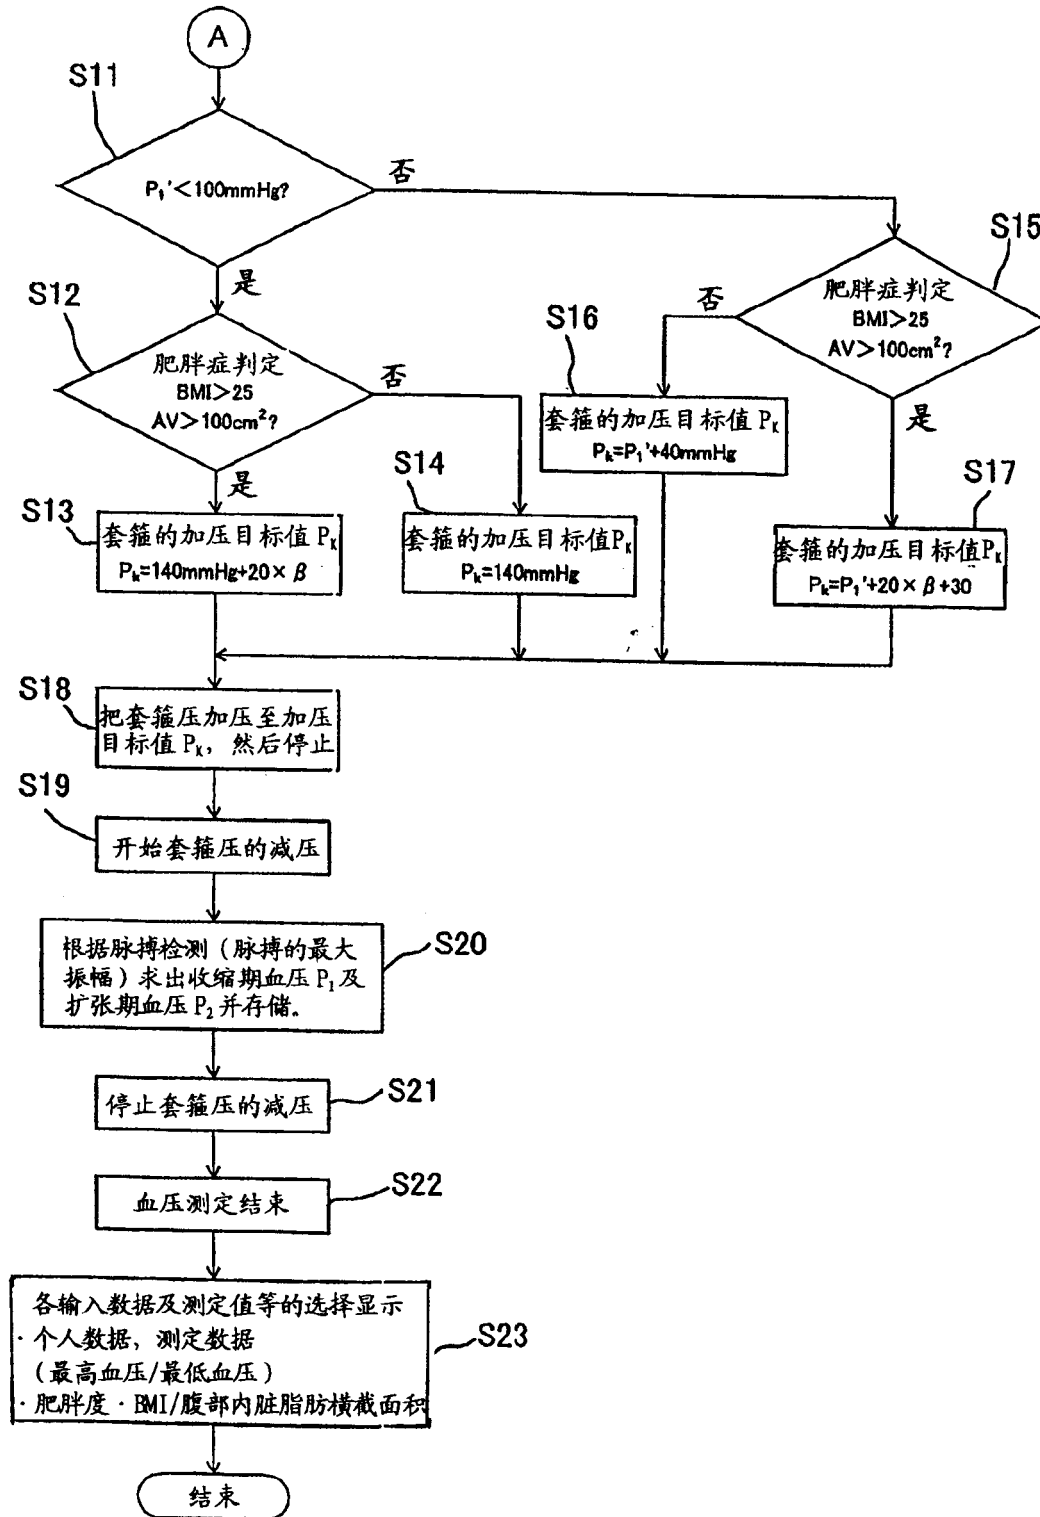 A
S11
P₁'<100mmHg?
否
是
S15
肥胖症判定
BMI>25
AV>100cm²?
否
是
S12
肥胖症判定
BMI>25
AV>100cm²?
否
是
S16
套箍的加压目标值 Pₖ
Pₖ=P₁'+40mmHg
S14
套箍的加压目标值Pₖ
Pₖ=140mmHg
S17
套箍的加压目标值Pₖ
Pₖ=P₁'+20×β+30
S13
套箍的加压目标值 Pₖ
Pₖ=140mmHg+20×β
S18
把套箍压加压至加压
目标值 Pₖ, 然后停止
S19
开始套箍压的减压
S20
根据脉搏检测(脉搏的最大
振幅)求出收缩期血压 P₁及
扩张期血压 P₂并存储。
S21
停止套箍压的减压
S22
血压测定结束
S23
各输入数据及测定值等的选择显示
·个人数据, 测定数据
(最高血压/最低血压)
·肥胖度·BMI/腹部内脏脂肪横截面积
结束